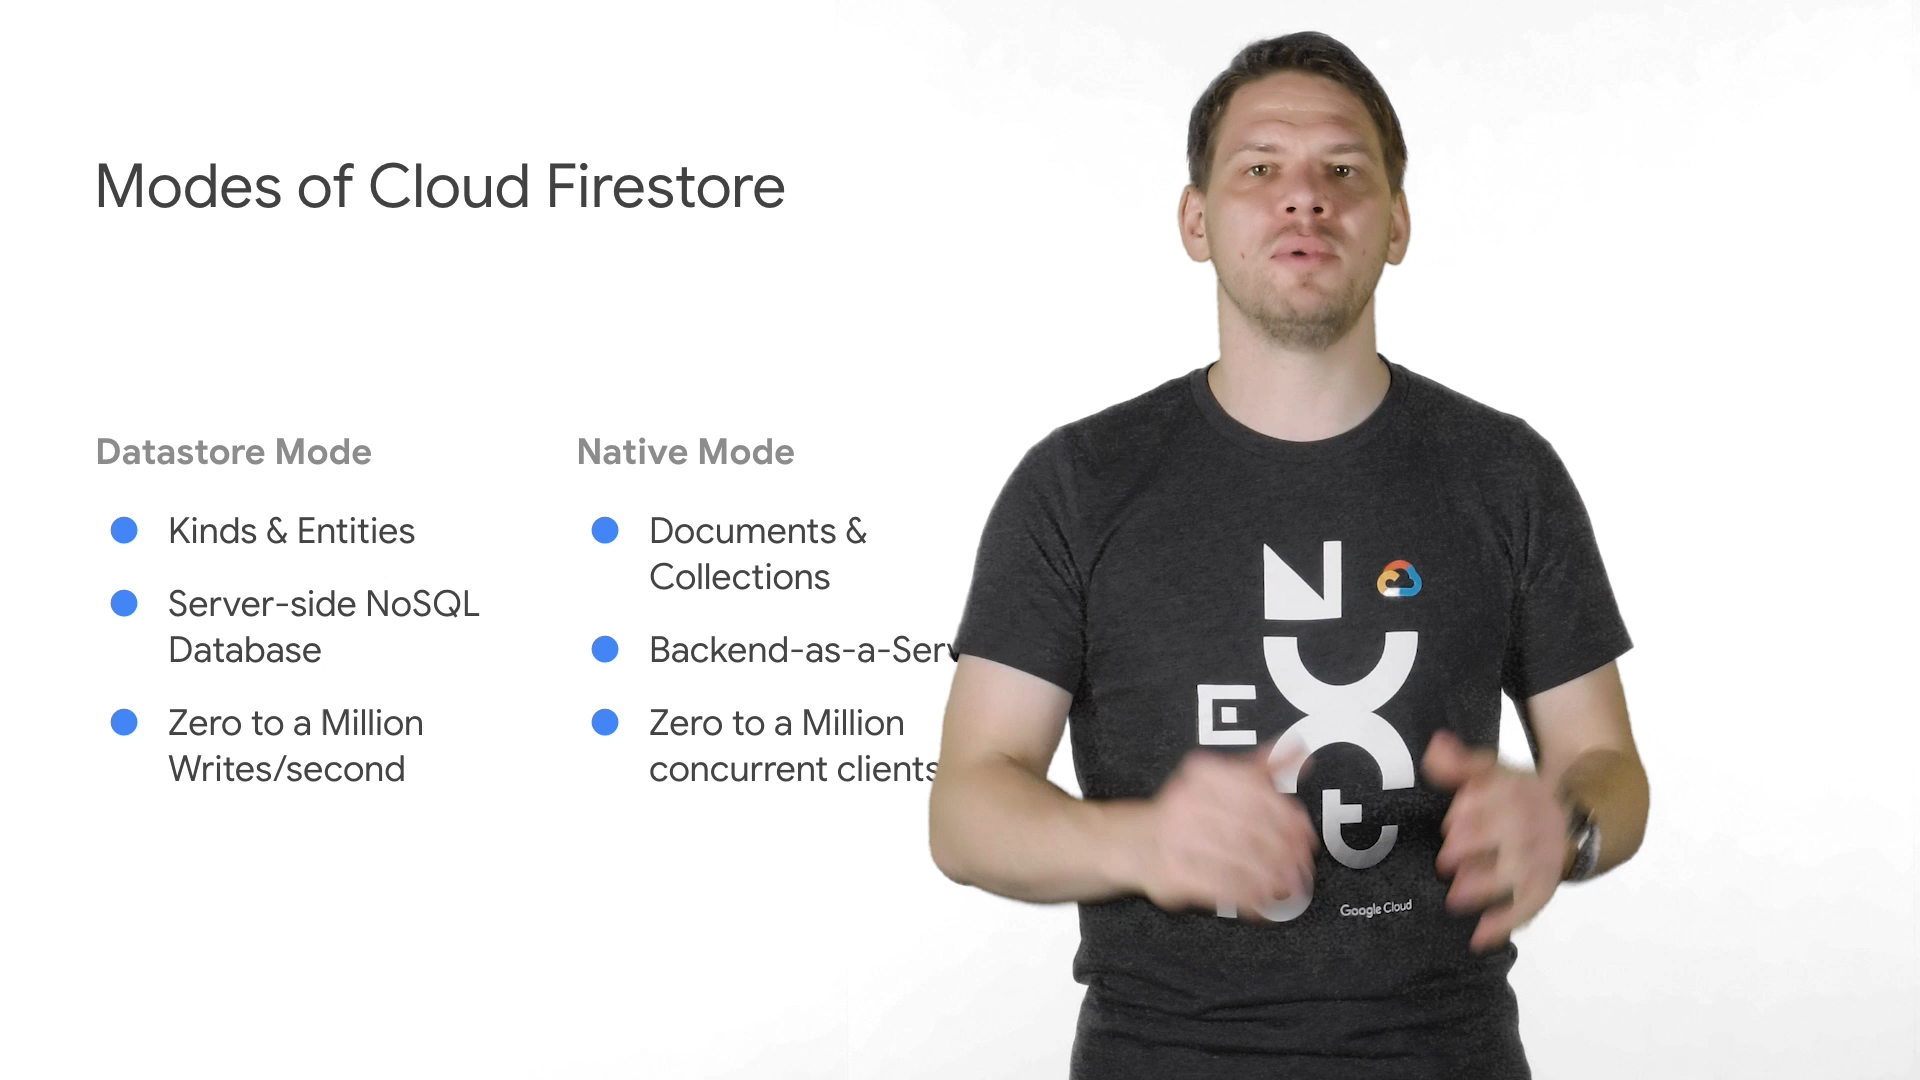 Modes of Cloud Firestore
Datastore Mode
Kinds & Entities
Server-side NoSQL
Database
Zero to a Million
Writes/second
Native Mode
Documents &
Collections
Backend-as-a-Serv
Zero to a Million
concurrent clients
NEXT
Google Cloud